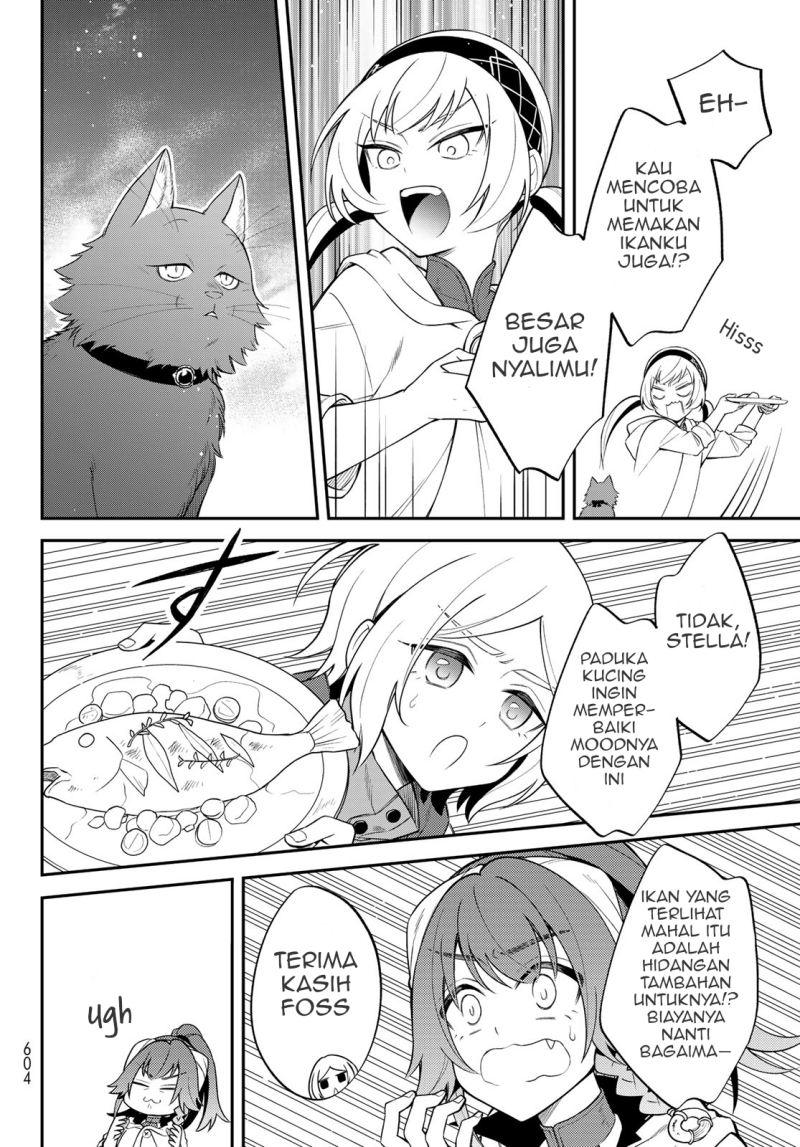 EH-
KAU
MENCOBA
UNTUK
MEMAKAN
IKANKU
JUGA!?
BESAR
JUGA
NYALIMU!
Hisss
TIDAK,
STELLA!
PADUKA
KUCING
INGIN
MEMPER-
BAIKI
MOODNYA
DENGAN
INI
IKAN YANG
TERLIHAT
MAHAL ITU
ADALAH
HIDANGAN
TAMBAHAN
UNTUKNYA!?
BIAYANYA
NANTI
BAGAIMA—
TERIMA
KASIH
FOSS
Ugh
604